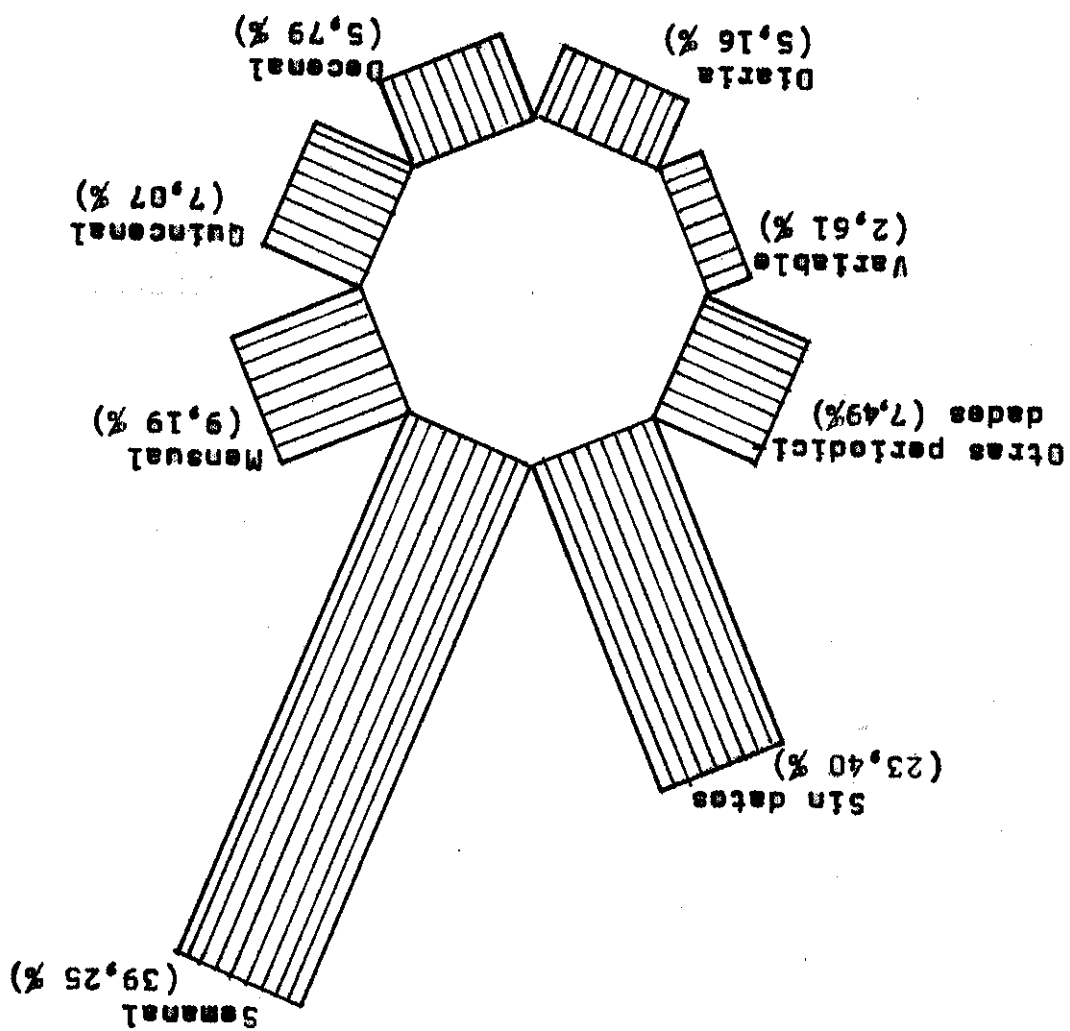 Semanal
(39,25 %)
Sin datos
(23,40 %)
Otras periodici-
dades (7,49%)
Mensual
(9,19 %)
Variable
(2,61 %)
Quincenal
(7,07 %)
Diaria
(5,16 %)
Decenal
(5,79 %)